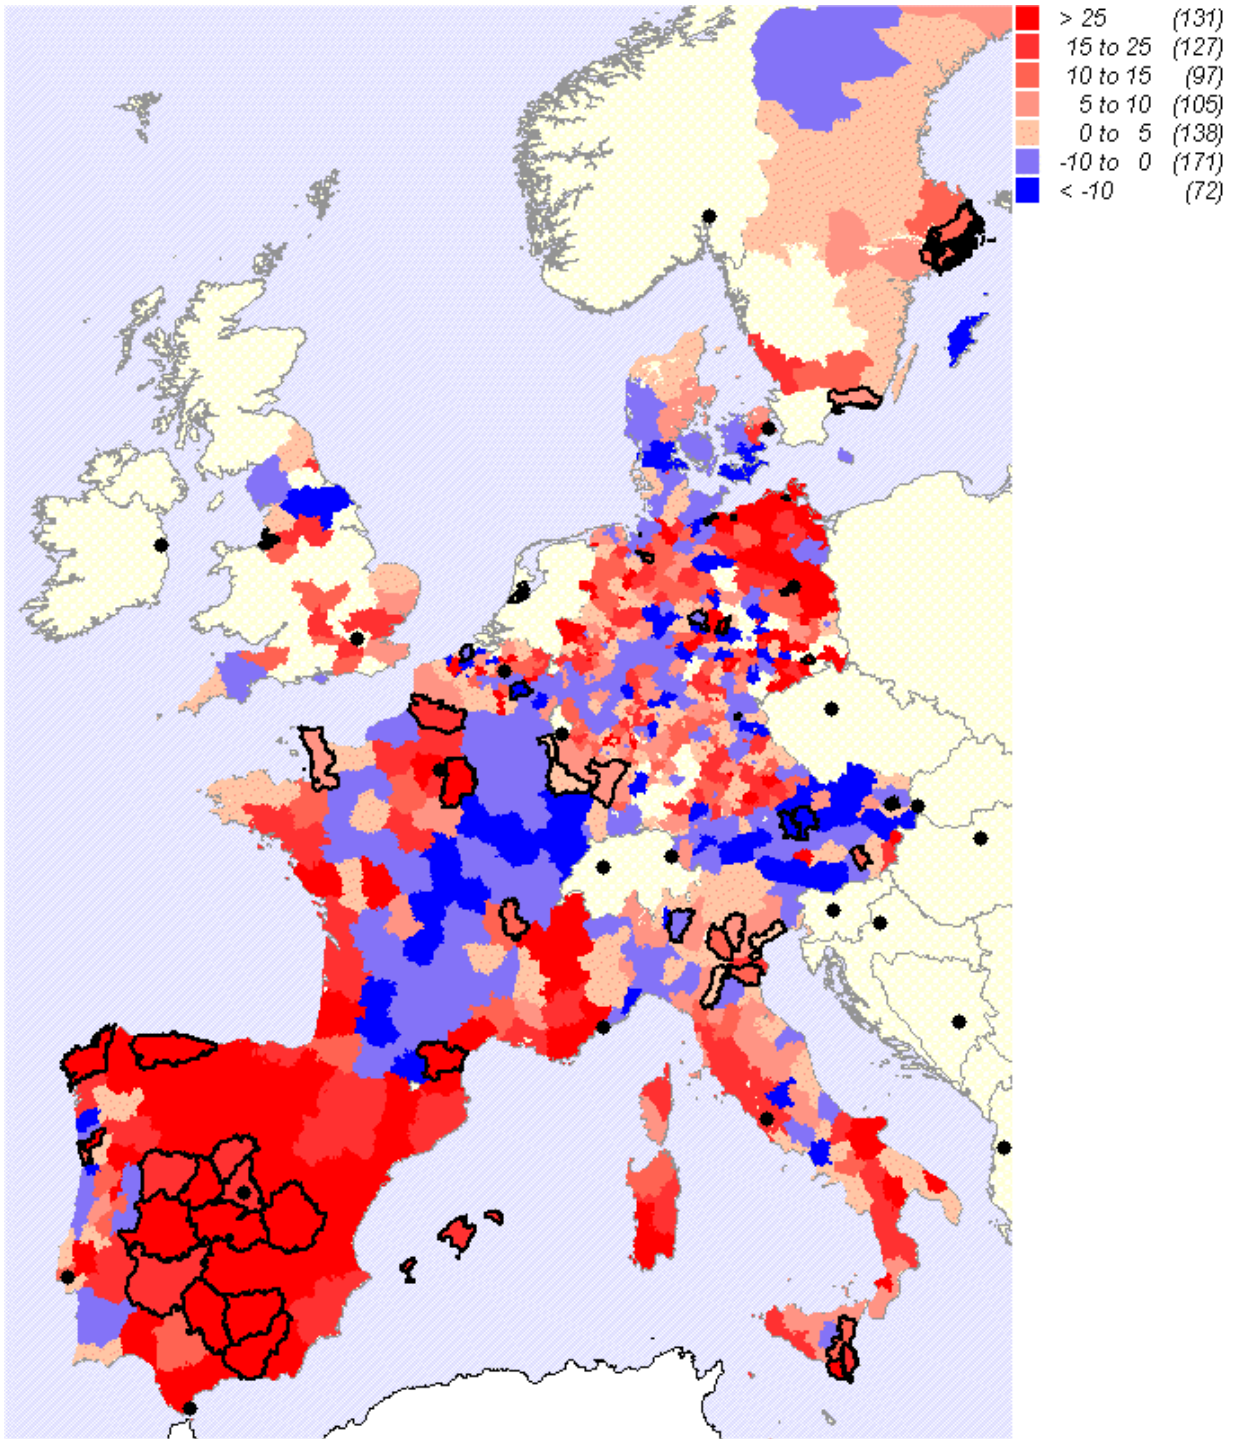 > 25 (131)
15 to 25 (127)
10 to 15 (97)
5 to 10 (105)
0 to 5 (138)
-10 to 0 (171)
< -10 (72)